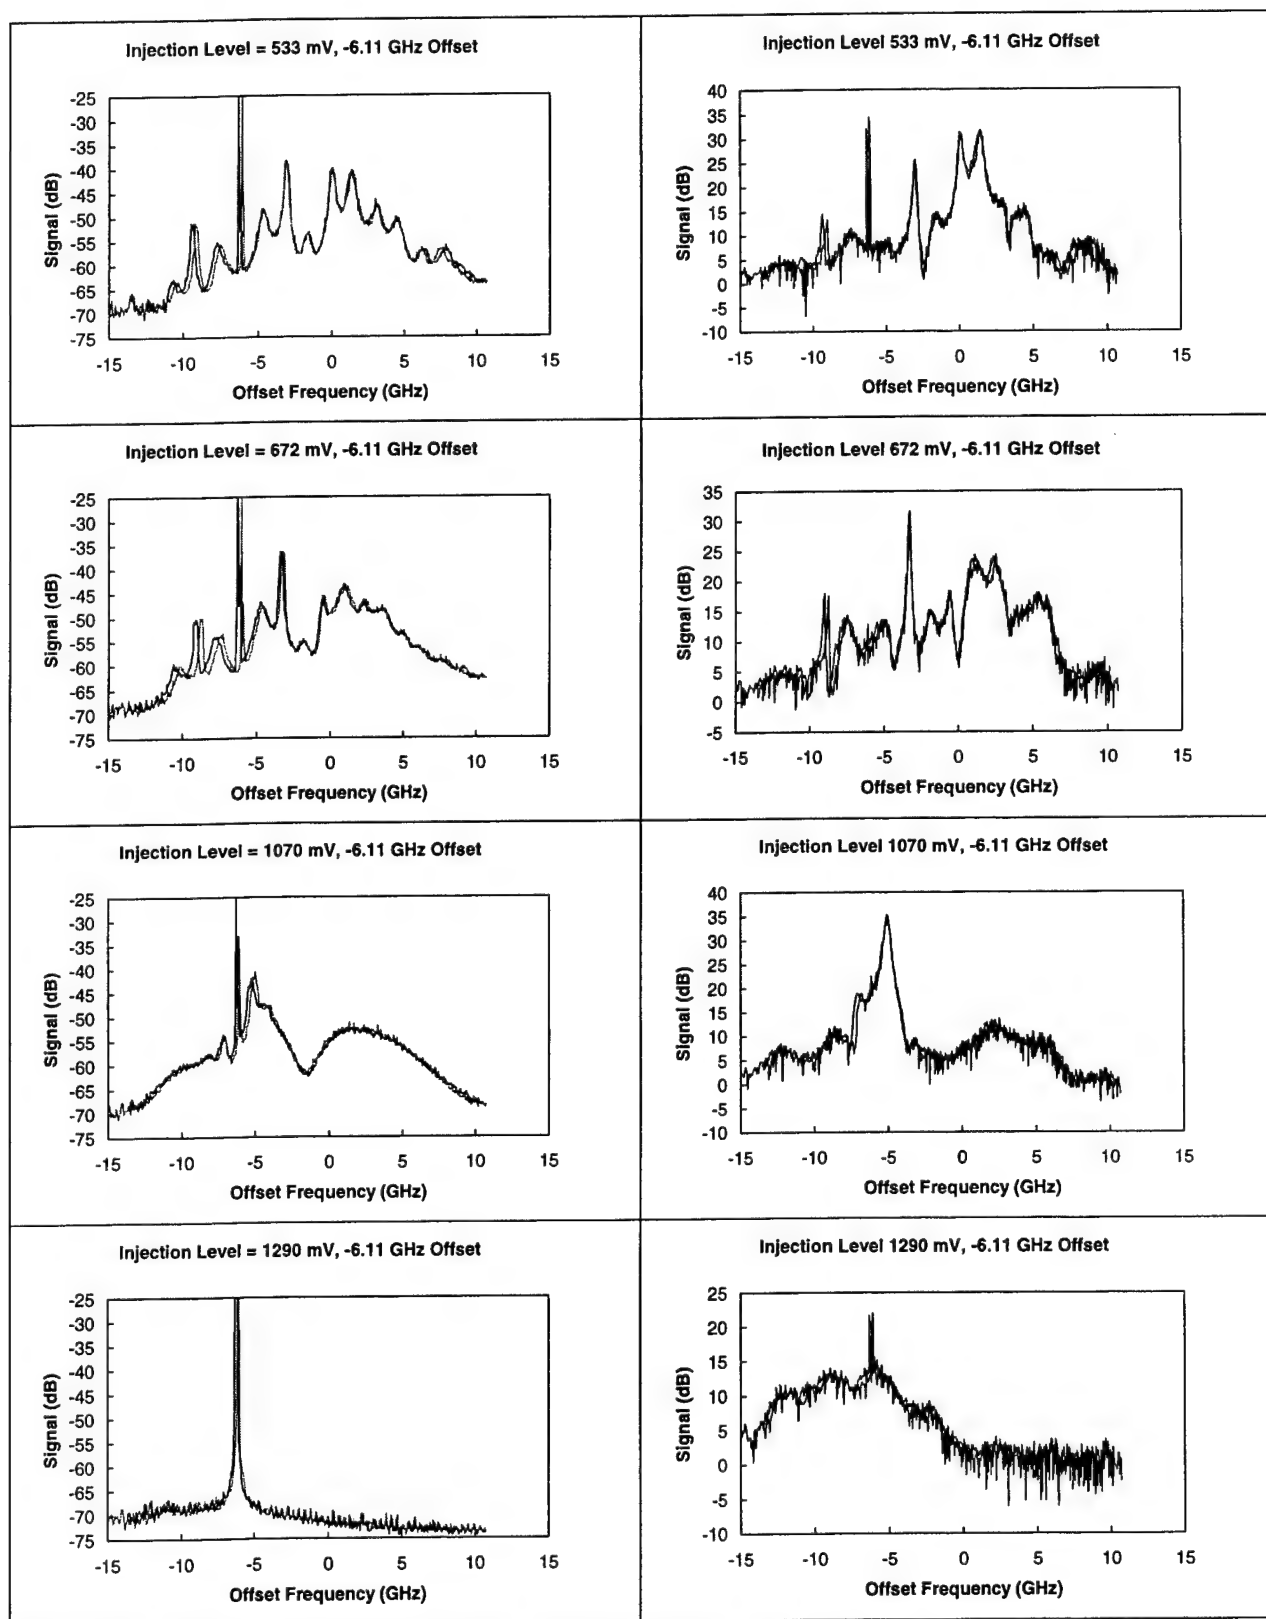 Injection Level = 533 mV, -6.11 GHz Offset
-25
-30
-35
-40
-45
-50
-55
-60
-65
-70
-75
Signal (dB)
-15 -10 -5 0 5 10 15
Offset Frequency (GHz)
Injection Level 533 mV, -6.11 GHz Offset
40
35
30
25
20
15
10
5
0
-5
-10
Signal (dB)
-15 -10 -5 0 5 10 15
Offset Frequency (GHz)
Injection Level = 672 mV, -6.11 GHz Offset
-25
-30
-35
-40
-45
-50
-55
-60
-65
-70
-75
Signal (dB)
-15 -10 -5 0 5 10 15
Offset Frequency (GHz)
Injection Level 672 mV, -6.11 GHz Offset
35
30
25
20
15
10
5
0
-5
Signal (dB)
-15 -10 -5 0 5 10 15
Offset Frequency (GHz)
Injection Level = 1070 mV, -6.11 GHz Offset
-25
-30
-35
-40
-45
-50
-55
-60
-65
-70
-75
Signal (dB)
-15 -10 -5 0 5 10 15
Offset Frequency (GHz)
Injection Level 1070 mV, -6.11 GHz Offset
40
35
30
25
20
15
10
5
0
-5
-10
Signal (dB)
-15 -10 -5 0 5 10 15
Offset Frequency (GHz)
Injection Level = 1290 mV, -6.11 GHz Offset
-25
-30
-35
-40
-45
-50
-55
-60
-65
-70
-75
Signal (dB)
-15 -10 -5 0 5 10 15
Offset Frequency (GHz)
Injection Level 1290 mV, -6.11 GHz Offset
25
20
15
10
5
0
-5
-10
Signal (dB)
-15 -10 -5 0 5 10 15
Offset Frequency (GHz)